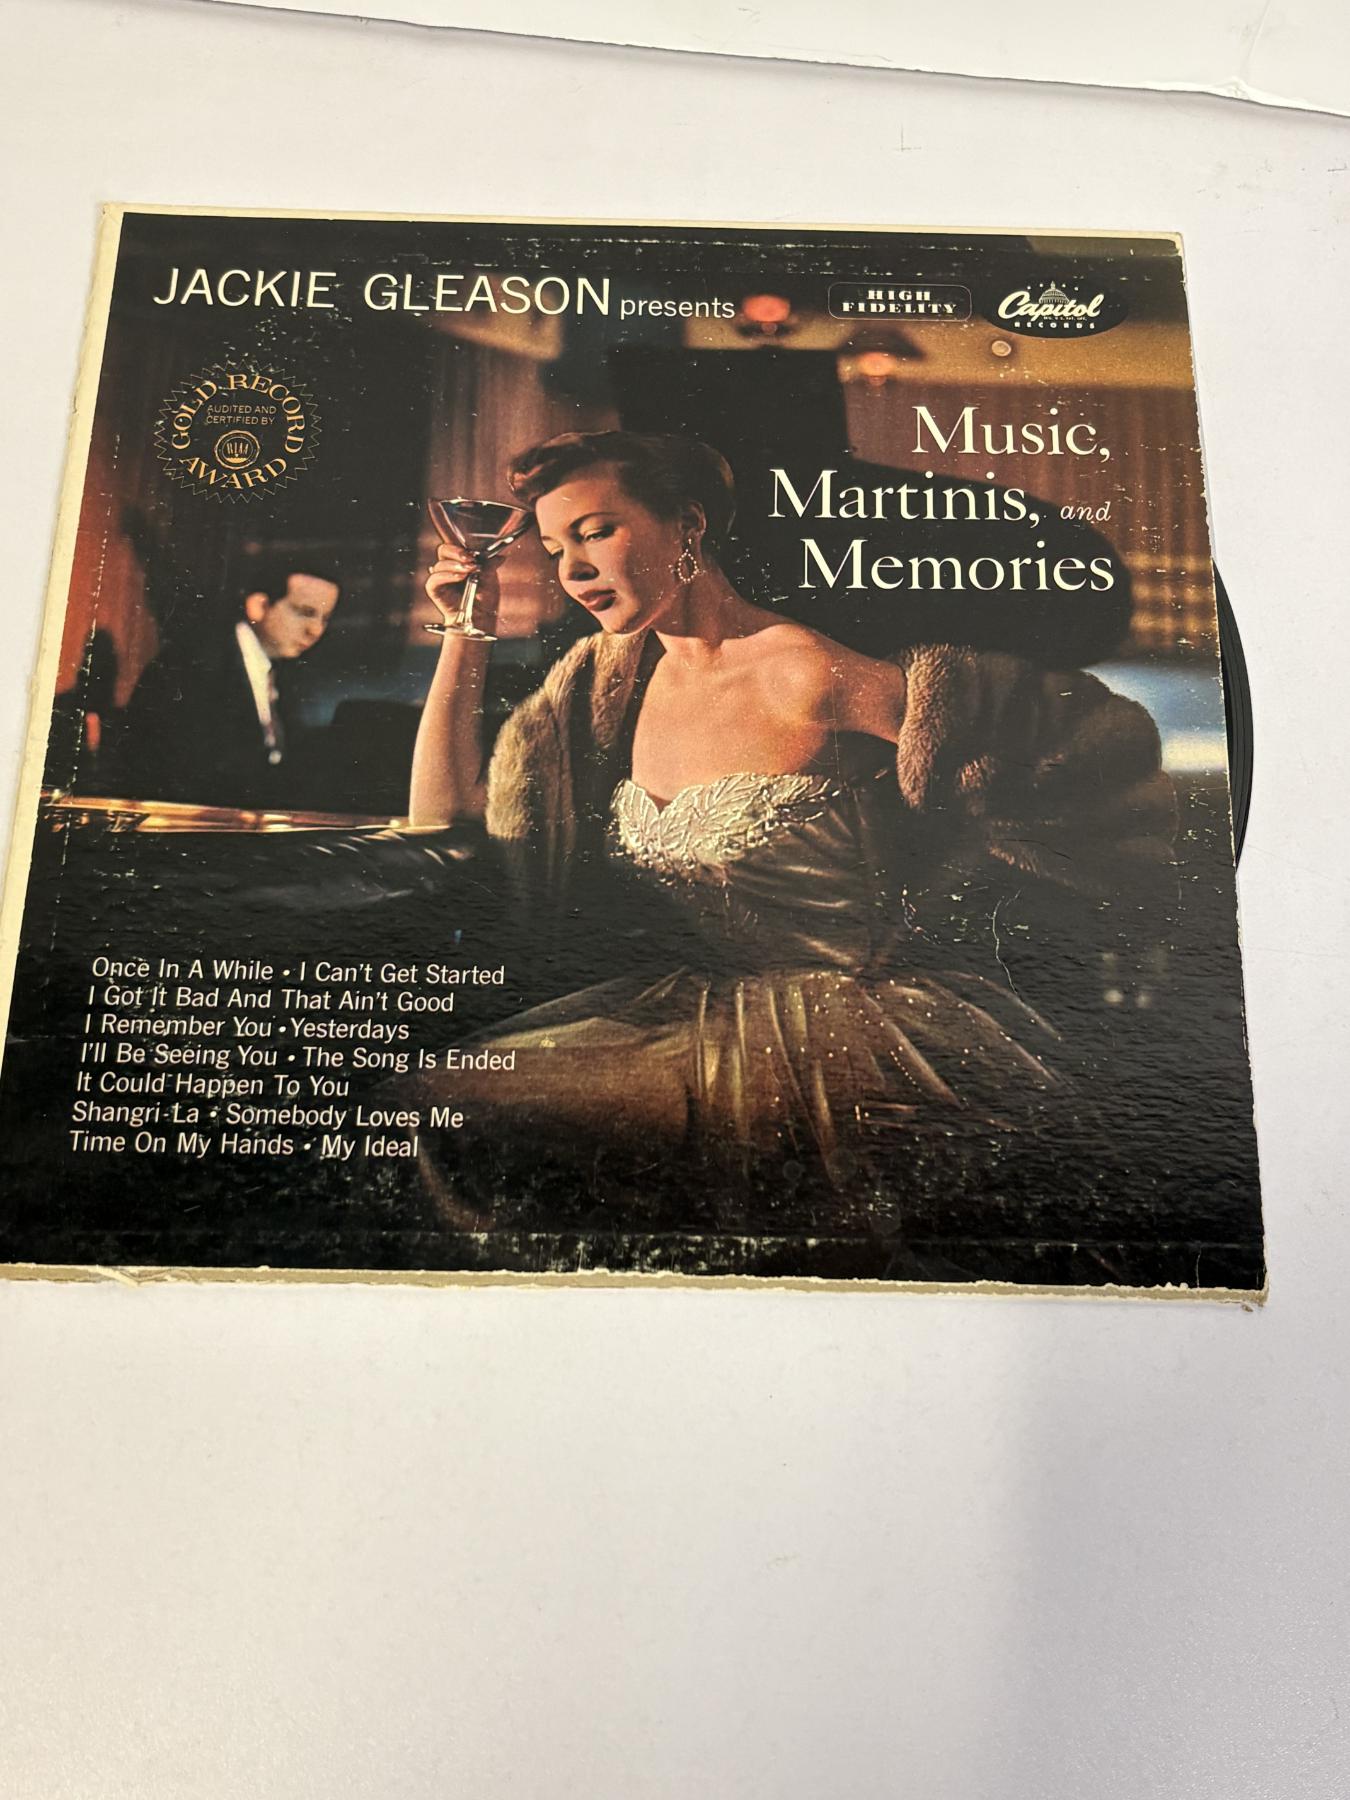 JACKIE GLEASON presents
HIGH
FIDELITY
Capitol
RECORDS
GOLD RECORD
AUDITED AND
CERTIFIED BY
RIAA
AWARD
Music,
Martinis, and
Memories
Once In A While • I Can't Get Started
I Got It Bad And That Ain't Good
I Remember You • Yesterdays
I'll Be Seeing You • The Song Is Ended
It Could Happen To You
Shangri-La • Somebody Loves Me
Time On My Hands • My Ideal